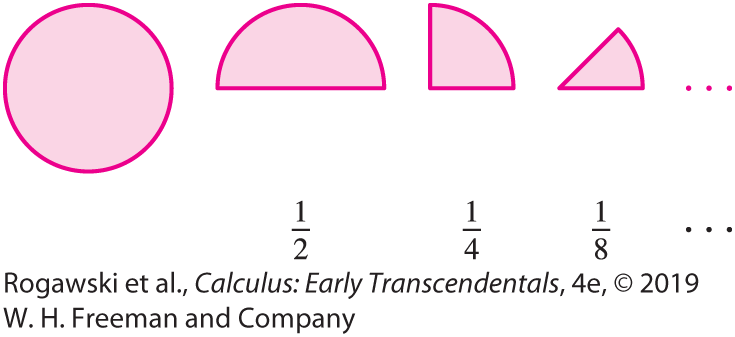 1/2 1/4 1/8 ...
Rogawski et al., Calculus: Early Transcendentals, 4e, © 2019
W. H. Freeman and Company